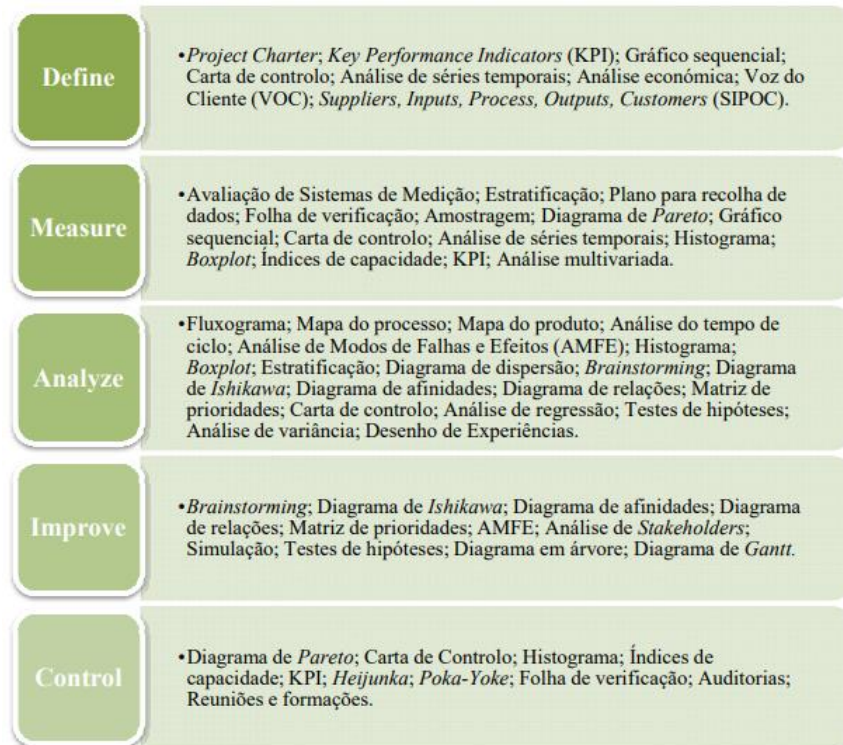 Define
•Project Charter; Key Performance Indicators (KPI); Gráfico sequencial;
Carta de controlo; Análise de séries temporais; Análise económica; Voz do
Cliente (VOC); Suppliers, Inputs, Process, Outputs, Customers (SIPOC).
Measure
•Avaliação de Sistemas de Medição; Estratificação; Plano para recolha de
dados; Folha de verificação; Amostragem; Diagrama de Pareto; Gráfico
sequencial; Carta de controlo; Análise de séries temporais; Histograma;
Boxplot; Índices de capacidade; KPI; Análise multivariada.
Analyze
•Fluxograma; Mapa do processo; Mapa do produto; Análise do tempo de
ciclo; Análise de Modos de Falhas e Efeitos (AMFE); Histograma;
Boxplot; Estratificação; Diagrama de dispersão; Brainstorming; Diagrama
de Ishikawa; Diagrama de afinidades; Diagrama de relações; Matriz de
prioridades; Carta de controlo; Análise de regressão; Testes de hipóteses;
Análise de variância; Desenho de Experiências.
Improve
•Brainstorming; Diagrama de Ishikawa; Diagrama de afinidades; Diagrama
de relações; Matriz de prioridades; AMFE; Análise de Stakeholders;
Simulação; Testes de hipóteses; Diagrama em árvore; Diagrama de Gantt.
Control
•Diagrama de Pareto; Carta de Controlo; Histograma; Índices de
capacidade; KPI; Heijunka; Poka-Yoke; Folha de verificação; Auditorias;
Reuniões e formações.